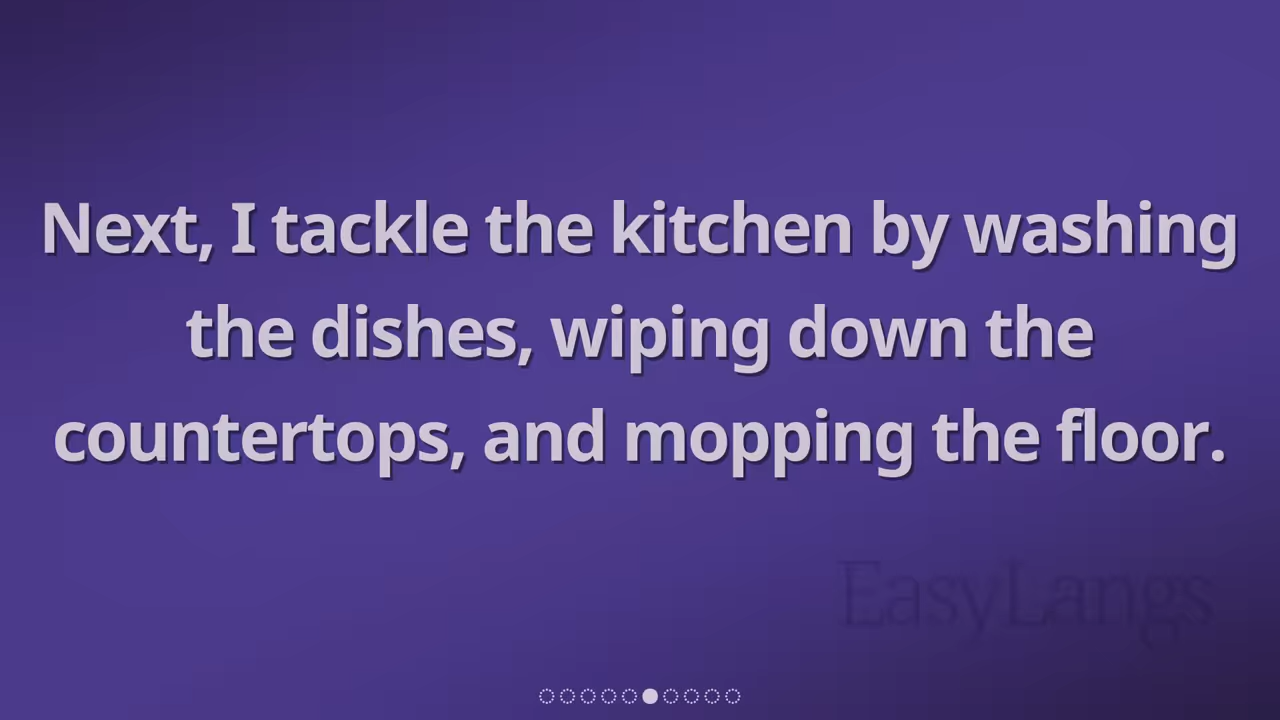 Next, I tackle the kitchen by washing
the dishes, wiping down the
countertops, and mopping the floor.
EasyLangs